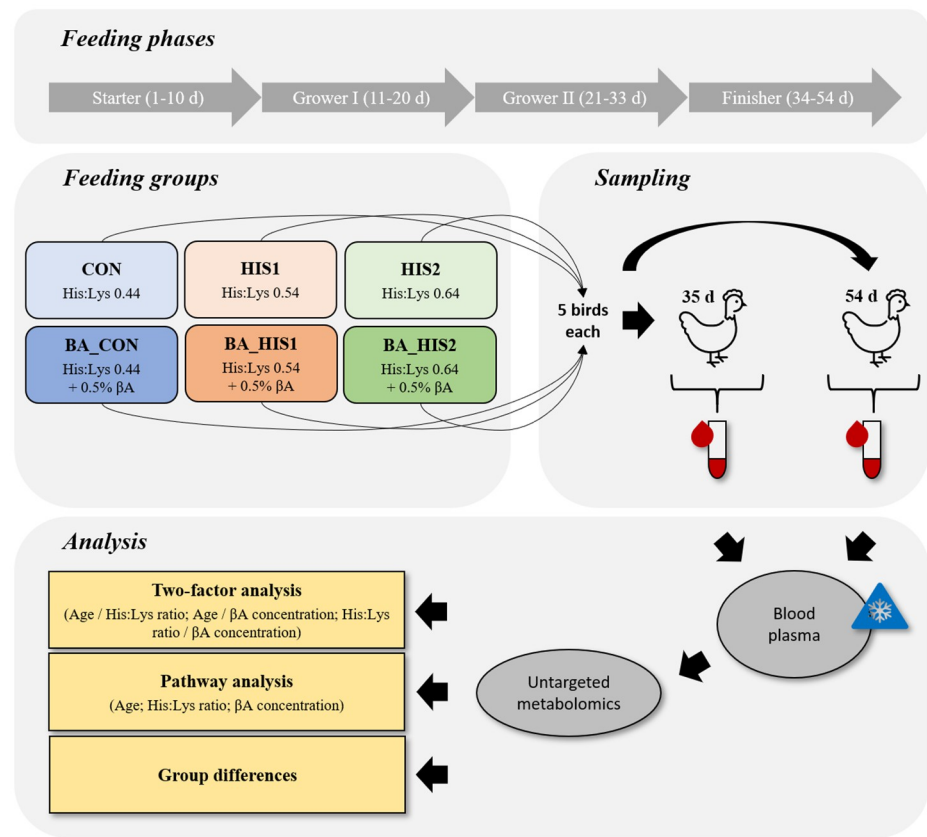 Feeding phases
Starter (1-10 d)
Grower I (11-20 d)
Grower II (21-33 d)
Finisher (34-54 d)
Feeding groups
Sampling
CON
His:Lys 0.44
HIS1
His:Lys 0.54
HIS2
His:Lys 0.64
BA_CON
His:Lys 0.44
+ 0.5% βA
BA_HIS1
His:Lys 0.54
+ 0.5% βA
BA_HIS2
His:Lys 0.64
+ 0.5% βA
5 birds
each
35 d
54 d
Analysis
Two-factor analysis
(Age / His:Lys ratio; Age / βA concentration; His:Lys
ratio / βA concentration)
Pathway analysis
(Age; His:Lys ratio; βA concentration)
Group differences
Untargeted
metabolomics
Blood
plasma